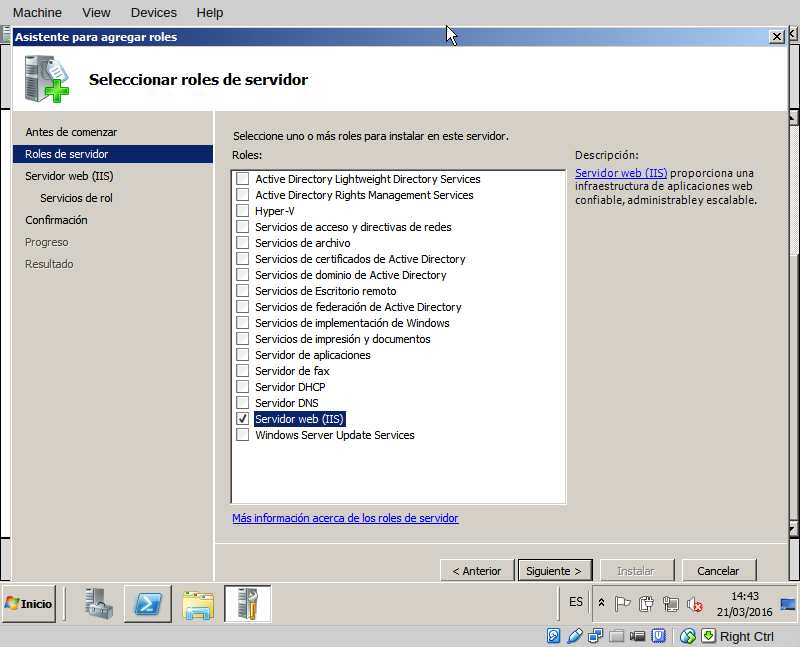 Machine View Devices Help
Asistente para agregar roles
Seleccionar roles de servidor
Antes de comenzar
Roles de servidor
Servidor web (IIS)
Servicios de rol
Confirmación
Progreso
Resultado
Seleccione uno o más roles para instalar en este servidor.
Roles:
Active Directory Lightweight Directory Services
Active Directory Rights Management Services
Hyper-V
Servicios de acceso y directivas de redes
Servicios de archivo
Servicios de certificados de Active Directory
Servicios de dominio de Active Directory
Servicios de Escritorio remoto
Servicios de federación de Active Directory
Servicios de implementación de Windows
Servicios de impresión y documentos
Servidor de aplicaciones
Servidor de fax
Servidor DHCP
Servidor DNS
Servidor web (IIS)
Windows Server Update Services
Más información acerca de los roles de servidor
Descripción:
Servidor web (IIS) proporciona una
infraestructura de aplicaciones web
confiable, administrable y escalable.
< Anterior Siguiente > Instalar Cancelar
Inicio
ES
14:43
21/03/2016
Right Ctrl